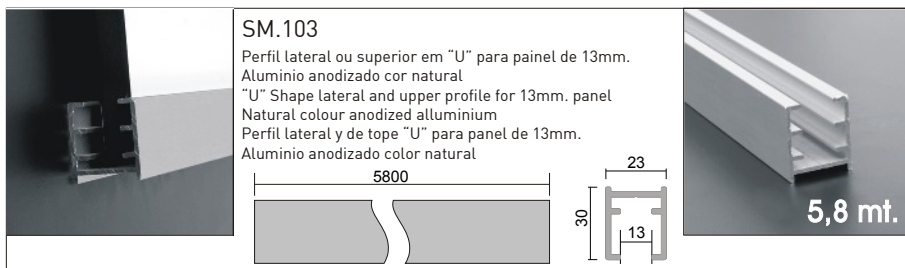 SM.103
Perfil lateral ou superior em “U” para painel de 13mm.
Aluminio anodizado cor natural
“U” Shape lateral and upper profile for 13mm. panel
Natural colour anodized alluminium
Perfil lateral y de tope “U” para panel de 13mm.
Aluminio anodizado color natural
5800
23
30
13
5,8 mt.